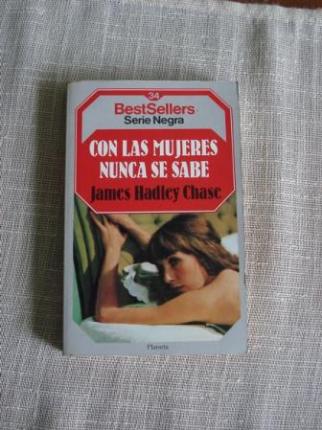 34
BestSellers
Serie Negra
CON LAS MUJERES
NUNCA SE SABE
James Hadley Chase
Planeta